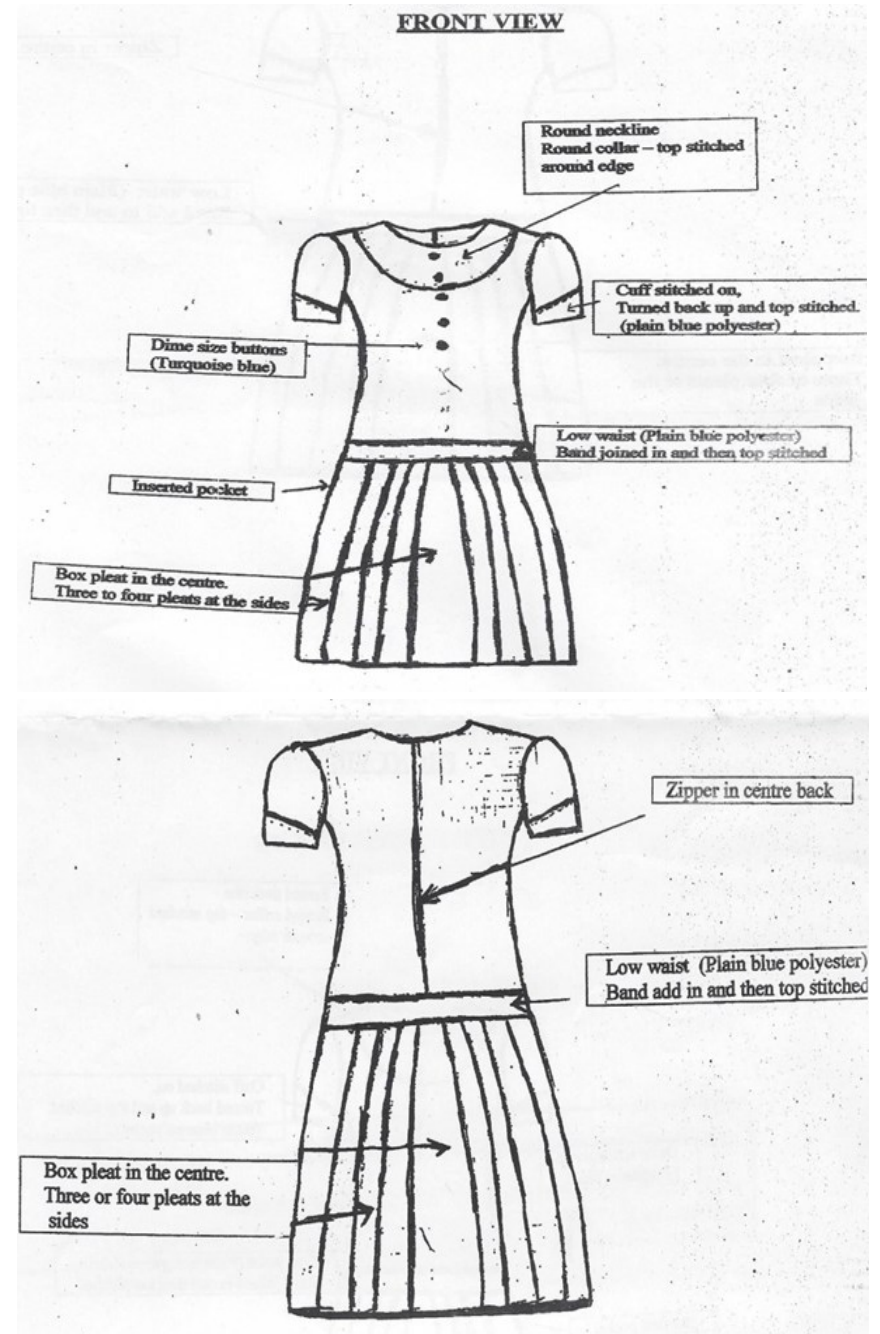 FRONT VIEW
Round neckline
Round collar – top stitched
around edge
Cuff stitched on,
Turned back up and top stitched.
(plain blue polyester)
Dime size buttons
(Turquoise blue)
Low waist (Plain blue polyester)
Band joined in and then top stitched
Inserted pocket
Box pleat in the centre.
Three to four pleats at the sides
Zipper in centre back
Low waist (Plain blue polyester)
Band add in and then top stitched
Box pleat in the centre.
Three or four pleats at the
sides